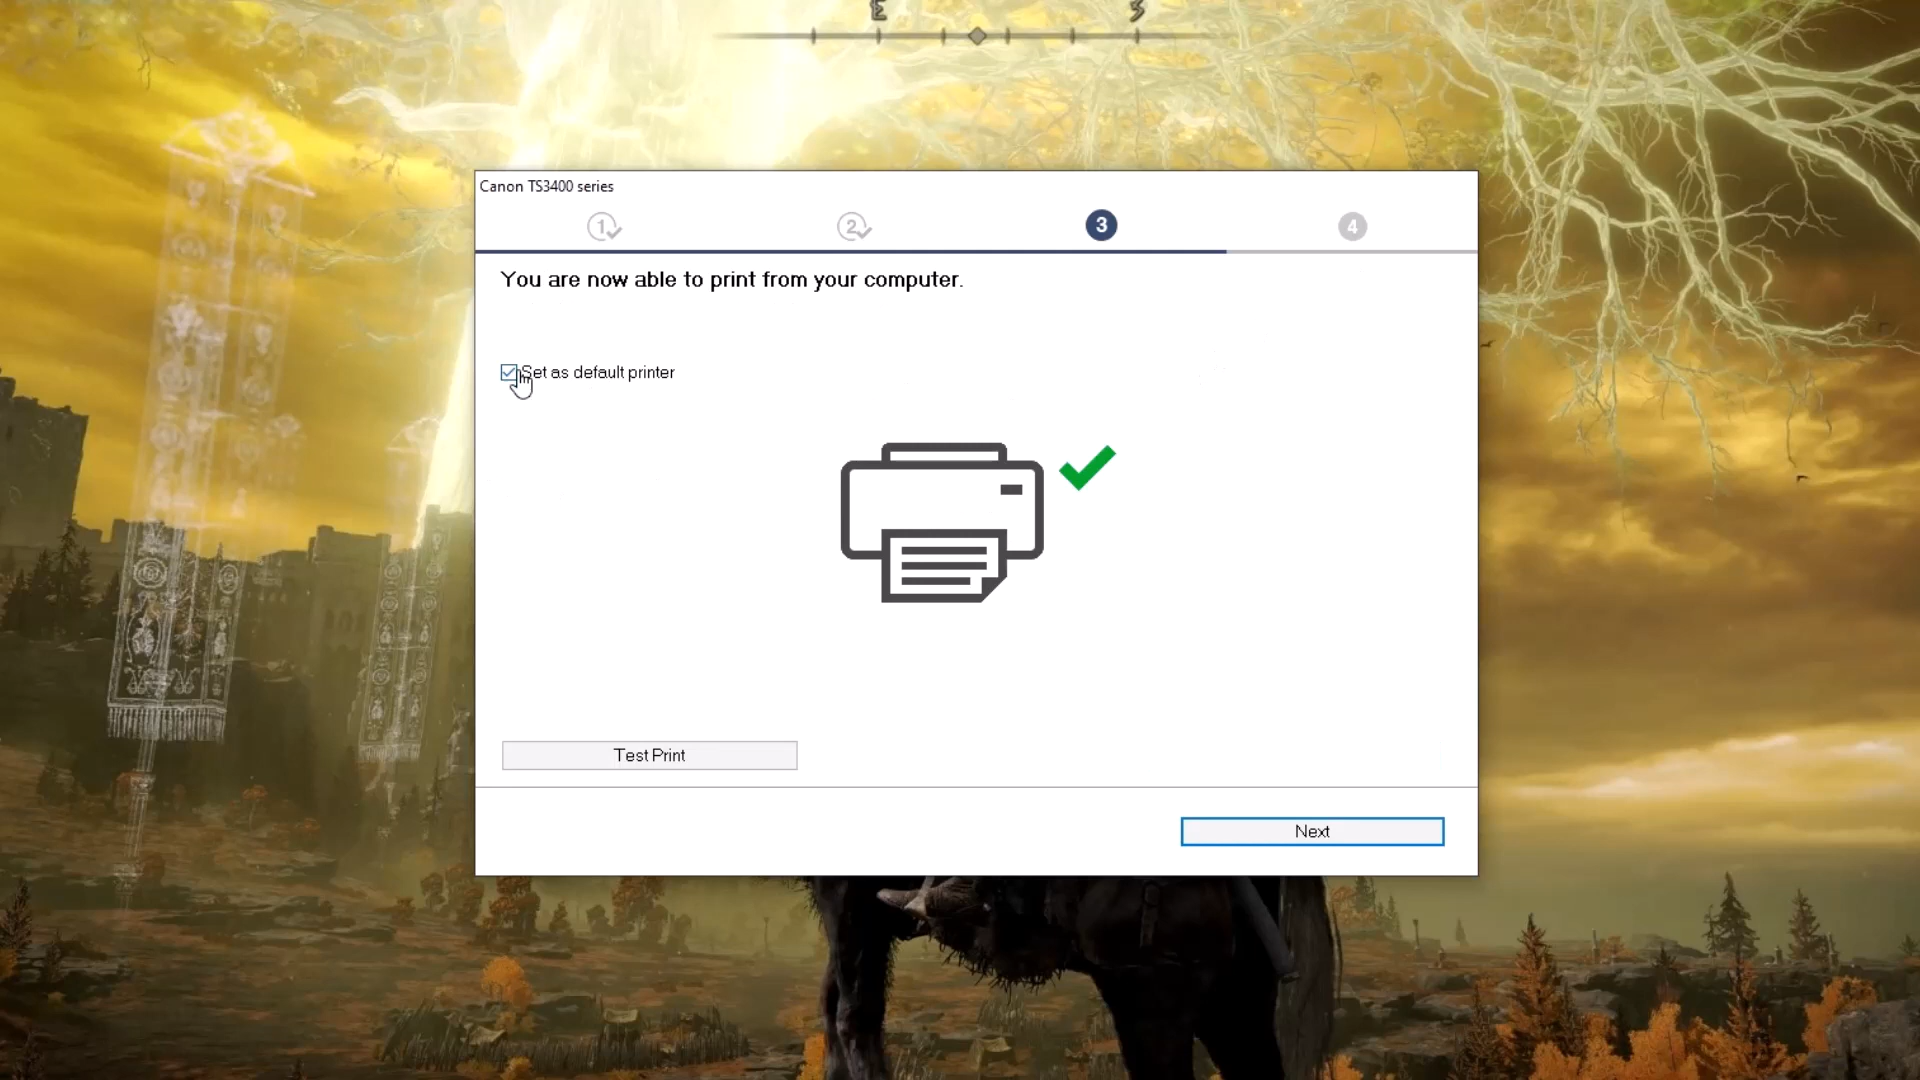 E S
Canon TS3400 series
1 2 3 4
You are now able to print from your computer.
Set as default printer
Test Print
Next